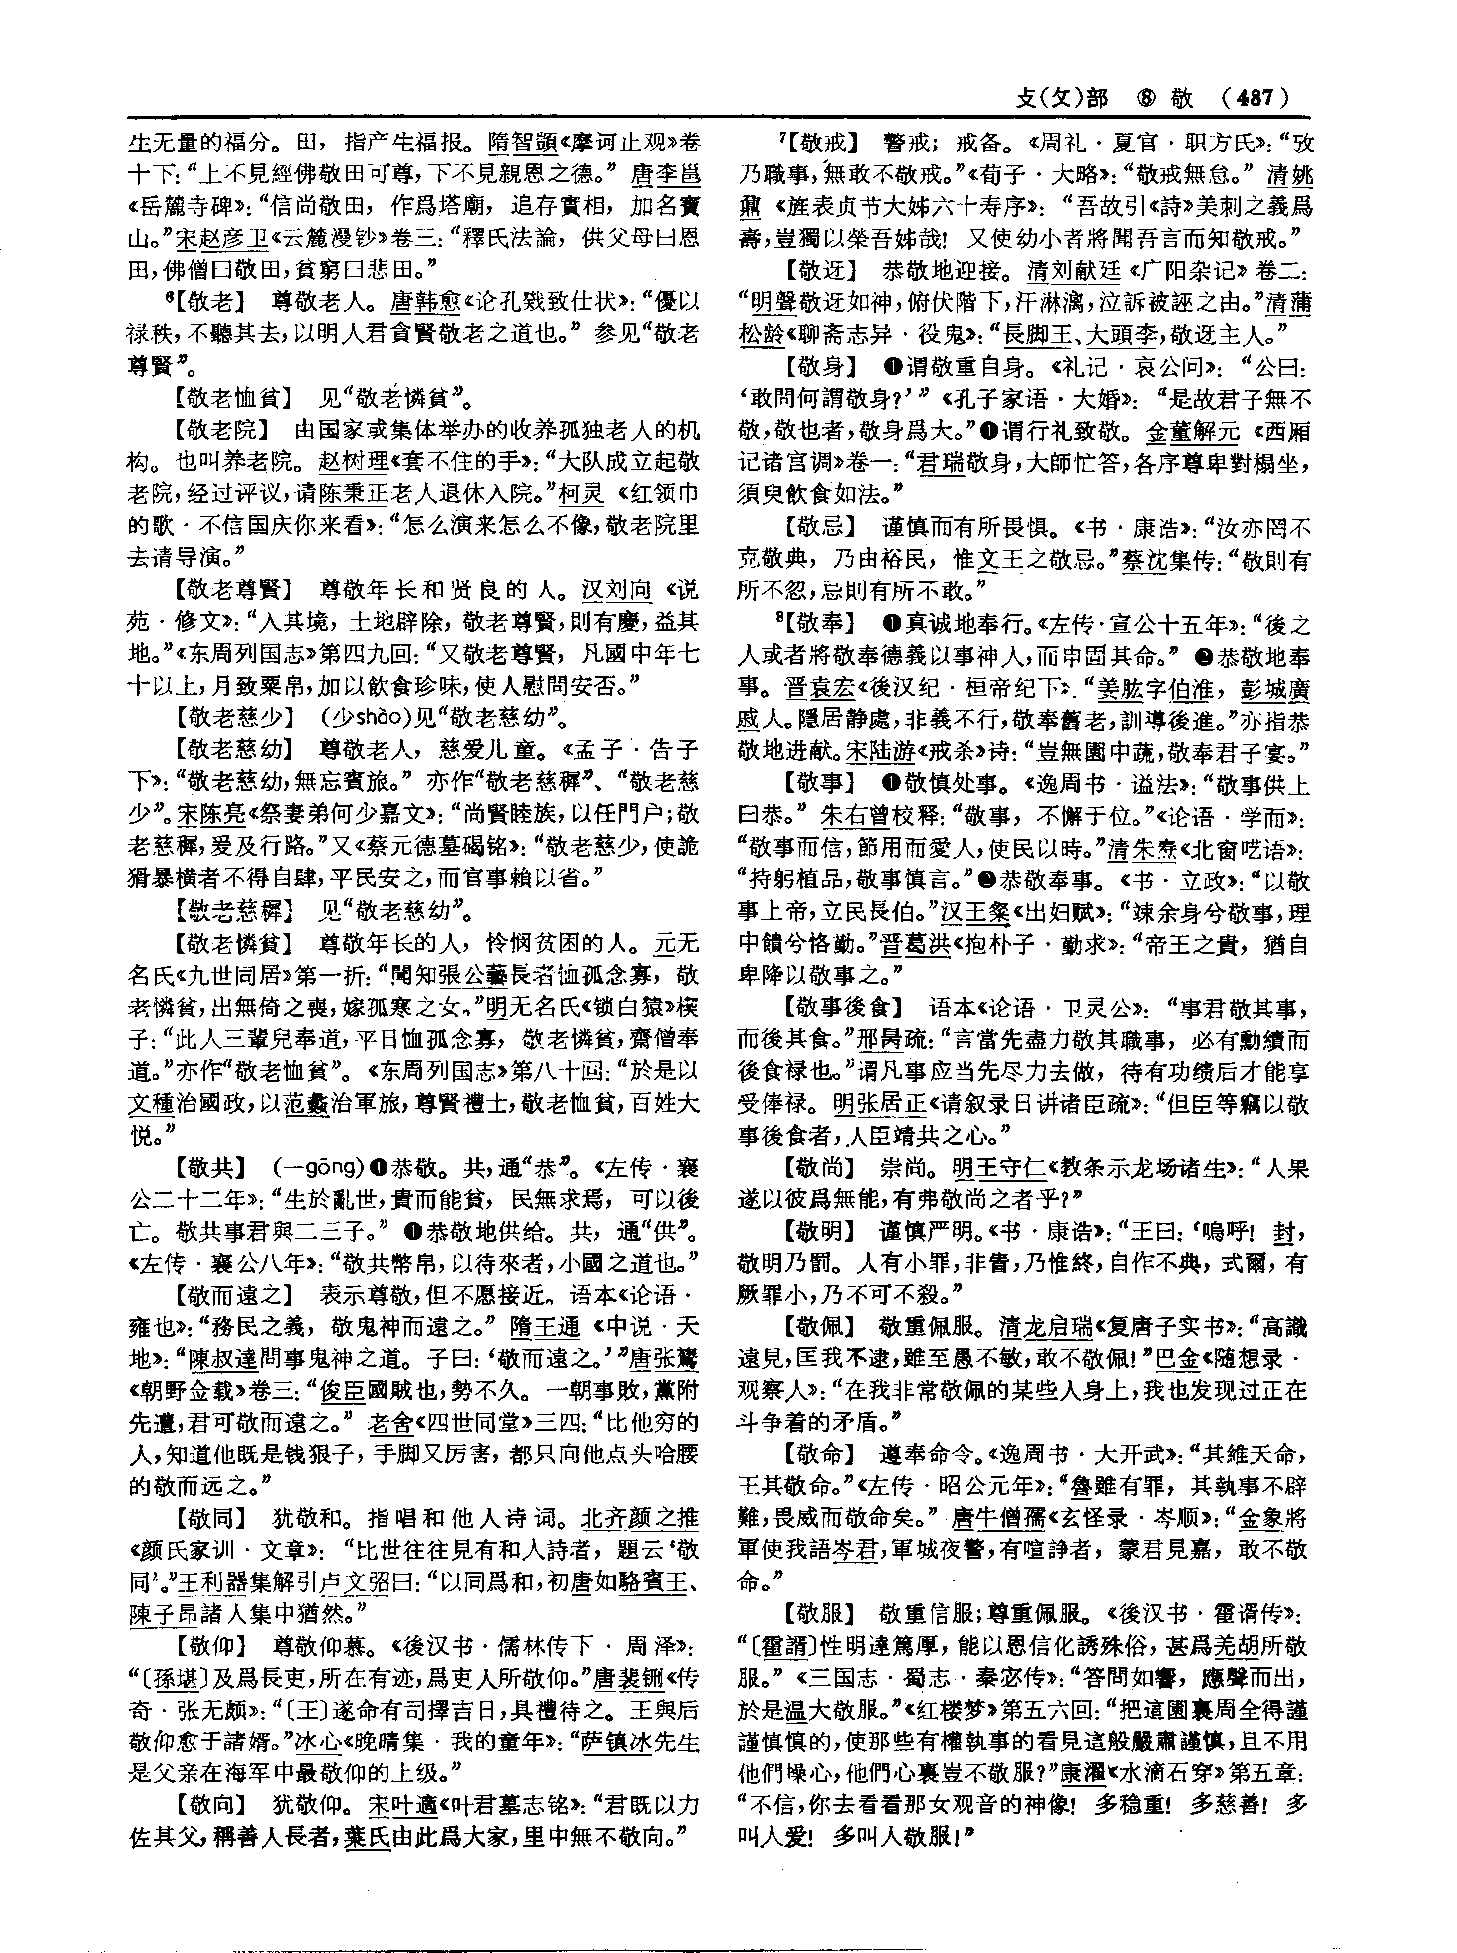 攴(攵)部 ⑧ 敬 (487)
生无量的福分。田，指产生福报。隋智顗《摩诃止观》卷
十下：“上不見經佛敬田可尊，下不見親恩之德。” 唐李邕
《岳麓寺碑》：“信尚敬田，作爲塔廟，追存實相，加名寳
山。”宋赵彦卫《云麓漫钞》卷三：“釋氏法論，供父母曰恩
田，佛僧曰敬田，貧窮曰悲田。”
⁶【敬老】 尊敬老人。唐韩愈《论孔戣致仕状》：“優以
禄秩，不聽其去，以明人君貪賢敬老之道也。” 参见“敬老
尊賢”。
【敬老恤貧】 见“敬老憐貧”。
【敬老院】 由国家或集体举办的收养孤独老人的机
构。也叫养老院。赵树理《套不住的手》：“大队成立起敬
老院，经过评议，请陈秉正老人退休入院。”柯灵《红领巾
的歌·不信国庆你来看》：“怎么演来怎么不像，敬老院里
去请导演。”
【敬老尊賢】 尊敬年长和贤良的人。汉刘向《说
苑·修文》：“入其境，土地辟除，敬老尊賢，則有慶，益其
地。”《东周列国志》第四九回：“又敬老尊賢，凡國中年七
十以上，月致粟帛，加以飲食珍味，使人慰問安否。”
【敬老慈少】 (少shào)见“敬老慈幼”。
【敬老慈幼】 尊敬老人，慈爱儿童。《孟子·告子
下》：“敬老慈幼，無忘賓旅。” 亦作“敬老慈穉”、“敬老慈
少”。宋陈亮《祭妻弟何少嘉文》：“尚賢睦族，以任門户；敬
老慈穉，爰及行路。”又《蔡元德墓碣铭》：“敬老慈少，使詭
猾暴横者不得自肆，平民安之，而官事賴以省。”
【敬老慈穉】 见“敬老慈幼”。
【敬老憐貧】 尊敬年长的人，怜悯贫困的人。元无
名氏《九世同居》第一折：“聞知張公藝長者恤孤念寡，敬
老憐貧，出無倚之喪，嫁孤寒之女。”明无名氏《锁白猿》楔
子：“此人三輩兒奉道，平日恤孤念寡，敬老憐貧，齋僧奉
道。”亦作“敬老恤貧”。《东周列国志》第八十回：“於是以
文種治國政，以范蠡治軍旅，尊賢禮士，敬老恤貧，百姓大
悦。”
【敬共】 (—gōng)❶恭敬。共，通“恭”。《左传·襄
公二十二年》：“生於亂世，貴而能貧，民無求焉，可以後
亡。敬共事君與二三子。” ❶恭敬地供给。共，通“供”。
《左传·襄公八年》：“敬共幣帛，以待來者，小國之道也。”
【敬而遠之】 表示尊敬，但不愿接近。语本《论语·
雍也》：“務民之義，敬鬼神而遠之。” 隋王通《中说·天
地》：“陳叔達問事鬼神之道。子曰：‘敬而遠之。’”唐张鷟
《朝野佥载》卷三：“俊臣國賊也，勢不久。一朝事敗，黨附
先遭，君可敬而遠之。” 老舍《四世同堂》三四：“比他穷的
人，知道他既是钱狠子，手脚又厉害，都只向他点头哈腰
的敬而远之。”
【敬同】 犹敬和。指唱和他人诗词。北齐颜之推
《颜氏家训·文章》：“比世往往見有和人詩者，題云‘敬
同’。”王利器集解引卢文弨曰：“以同爲和，初唐如駱賓王、
陳子昂諸人集中猶然。”
【敬仰】 尊敬仰慕。《後汉书·儒林传下·周泽》：
“〔孫堪〕及爲長吏，所在有迹，爲吏人所敬仰。”唐裴铏《传
奇·张无颇》：“〔王〕遂命有司擇吉日，具禮待之。王與后
敬仰愈于諸婿。”冰心《晚晴集·我的童年》：“萨镇冰先生
是父亲在海军中最敬仰的上级。”
【敬向】 犹敬仰。宋叶適《叶君墓志铭》：“君既以力
佐其父，稱善人長者，葉氏由此爲大家，里中無不敬向。”
⁷【敬戒】 警戒；戒备。《周礼·夏官·职方氏》：“攷
乃職事，無敢不敬戒。”《荀子·大略》：“敬戒無怠。” 清姚
鼐《旌表贞节大姊六十寿序》：“吾故引《詩》美刺之義爲
壽，豈獨以榮吾姊哉！又使幼小者將聞吾言而知敬戒。”
【敬迓】 恭敬地迎接。清刘献廷《广阳杂记》卷二：
“明聲敬迓如神，俯伏階下，汗淋漓，泣訴被誣之由。”清蒲
松龄《聊斋志异·役鬼》：“長脚王、大頭李，敬迓主人。”
【敬身】 ❶谓敬重自身。《礼记·哀公问》：“公曰：
‘敢問何謂敬身？’”《孔子家语·大婚》：“是故君子無不
敬，敬也者，敬身爲大。”❶谓行礼致敬。金董解元《西厢
记诸宫调》卷一：“君瑞敬身，大師忙答，各序尊卑對榻坐，
須臾飲食如法。”
【敬忌】 谨慎而有所畏惧。《书·康诰》：“汝亦罔不
克敬典，乃由裕民，惟文王之敬忌。”蔡沈集传：“敬則有
所不忽，忌則有所不敢。”
⁸【敬奉】 ❶真诚地奉行。《左传·宣公十五年》：“後之
人或者將敬奉德義以事神人，而申固其命。” ❷恭敬地奉
事。晋袁宏《後汉纪·桓帝纪下》：“姜肱字伯淮，彭城廣
戚人。隱居静處，非義不行，敬奉舊老，訓導後進。”亦指恭
敬地进献。宋陆游《戒杀》诗：“豈無園中蔬，敬奉君子宴。”
【敬事】 ❶敬慎处事。《逸周书·谥法》：“敬事供上
曰恭。” 朱右曾校释：“敬事，不懈于位。”《论语·学而》：
“敬事而信，節用而愛人，使民以時。”清朱焘《北窗呓语》：
“持躬植品，敬事慎言。”❷恭敬奉事。《书·立政》：“以敬
事上帝，立民長伯。”汉王粲《出妇赋》：“竦余身兮敬事，理
中饋兮恪勤。”晋葛洪《抱朴子·勤求》：“帝王之貴，猶自
卑降以敬事之。”
【敬事後食】 语本《论语·卫灵公》：“事君敬其事，
而後其食。”邢昺疏：“言當先盡力敬其職事，必有勳績而
後食禄也。”谓凡事应当先尽力去做，待有功绩后才能享
受俸禄。明张居正《请叙录日讲诸臣疏》：“但臣等竊以敬
事後食者，人臣靖共之心。”
【敬尚】 崇尚。明王守仁《教条示龙场诸生》：“人果
遂以彼爲無能，有弗敬尚之者乎？”
【敬明】 谨慎严明。《书·康诰》：“王曰：‘嗚呼！封，
敬明乃罰。人有小罪，非眚，乃惟終，自作不典，式爾，有
厥罪小，乃不可不殺。”
【敬佩】 敬重佩服。清龙启瑞《复唐子实书》：“高識
遠見，匡我不逮，雖至愚不敏，敢不敬佩！”巴金《随想录·
观察人》：“在我非常敬佩的某些人身上，我也发现过正在
斗争着的矛盾。”
【敬命】 遵奉命令。《逸周书·大开武》：“其維天命，
王其敬命。”《左传·昭公元年》：“魯雖有罪，其執事不辟
難，畏威而敬命矣。” 唐牛僧孺《玄怪录·岑顺》：“金象將
軍使我語岑君，軍城夜警，有喧諍者，蒙君見嘉，敢不敬
命。”
【敬服】 敬重信服；尊重佩服。《後汉书·霍谞传》：
“〔霍諝〕性明達篤厚，能以恩信化誘殊俗，甚爲羌胡所敬
服。”《三国志·蜀志·秦宓传》：“答問如響，應聲而出，
於是温大敬服。”《红楼梦》第五六回：“把這園裏周全得謹
謹慎慎的，使那些有權執事的看見這般嚴肅謹慎，且不用
他們操心，他們心裏豈不敬服？”康濯《水滴石穿》第五章：
“不信，你去看看那女观音的神像！多稳重！多慈善！多
叫人爱！多叫人敬服！”